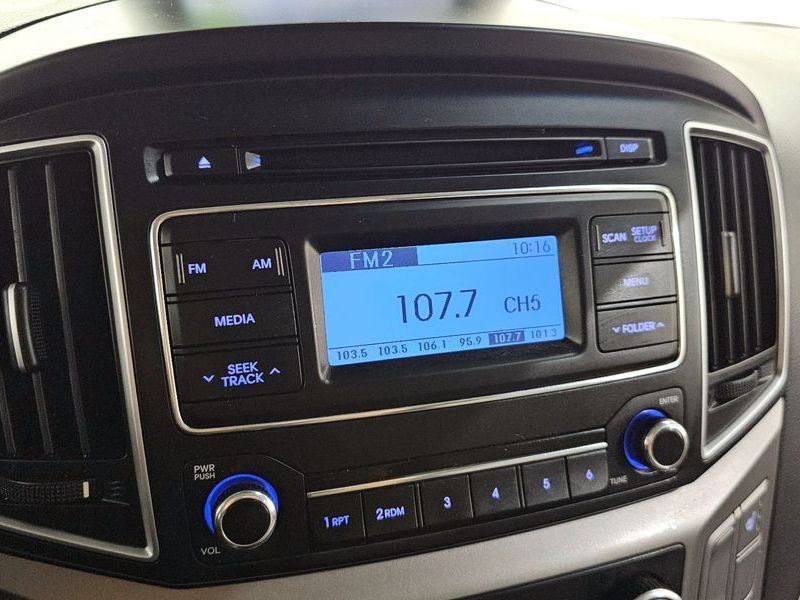 DISP
FM AM
MEDIA
SEEK
TRACK
FM2 10:16
107.7 CH5
103.5 103.5 106.1 95.9 107.7 101.3
SCAN SETUP
CLOCK
MENU
FOLDER
PWR
PUSH
VOL
1 RPT 2 RDM 3 4 5 6
ENTER
TUNE